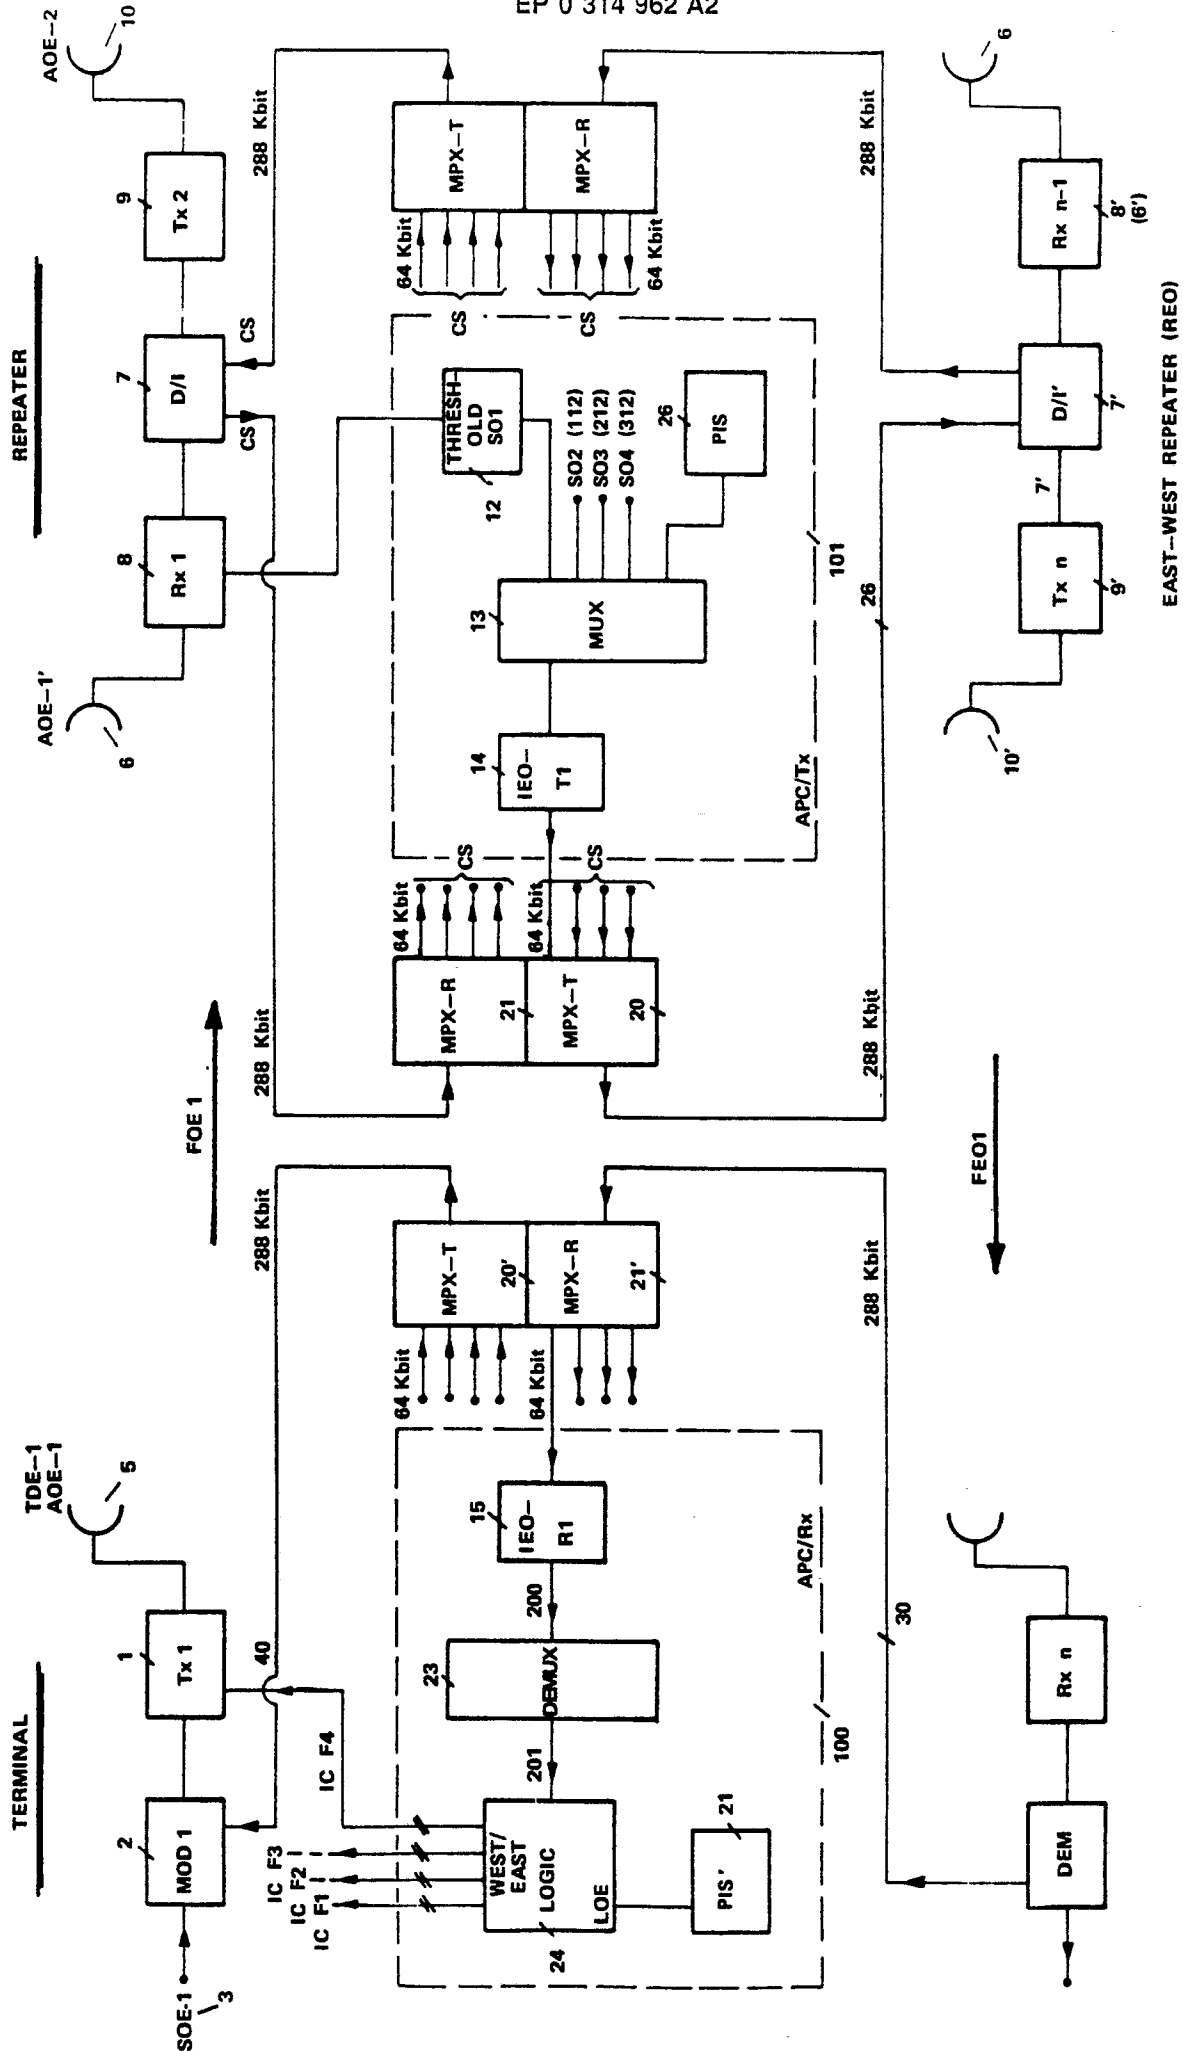 EP 0 314 962 A2
TERMINAL
REPEATER
SOE-1
3
2
MOD 1
1
Tx 1
TDE-1
AOE-1
5
40
288 Kbit
FOE 1
288 Kbit
AOE-1'
6
8
Rx 1
7
D/I
CS
CS
9
Tx 2
AOE-2
10
288 Kbit
IC F1
IC F2
IC F3
IC F4
24
WEST/
EAST
LOGIC
LOE
PIS'
21
201
23
DEMUX
200
15
IEO-
R1
APC/Rx
100
64 Kbit
64 Kbit
MPX-T
20'
MPX-R
21'
MPX-R
21
MPX-T
20
64 Kbit
64 Kbit
CS
CS
14
IEO-
T1
APC/Tx
13
MUX
12
THRESH-
OLD
SO1
SO2 (112)
SO3 (212)
SO4 (312)
26
PIS
101
CS
CS
64 Kbit
64 Kbit
MPX-T
MPX-R
30
288 Kbit
288 Kbit
26
288 Kbit
FEO1
DEM
Rx n
10'
Tx n
9'
7'
D/I'
7'
Rx n-1
8'
(6')
6
EAST-WEST REPEATER (REO)